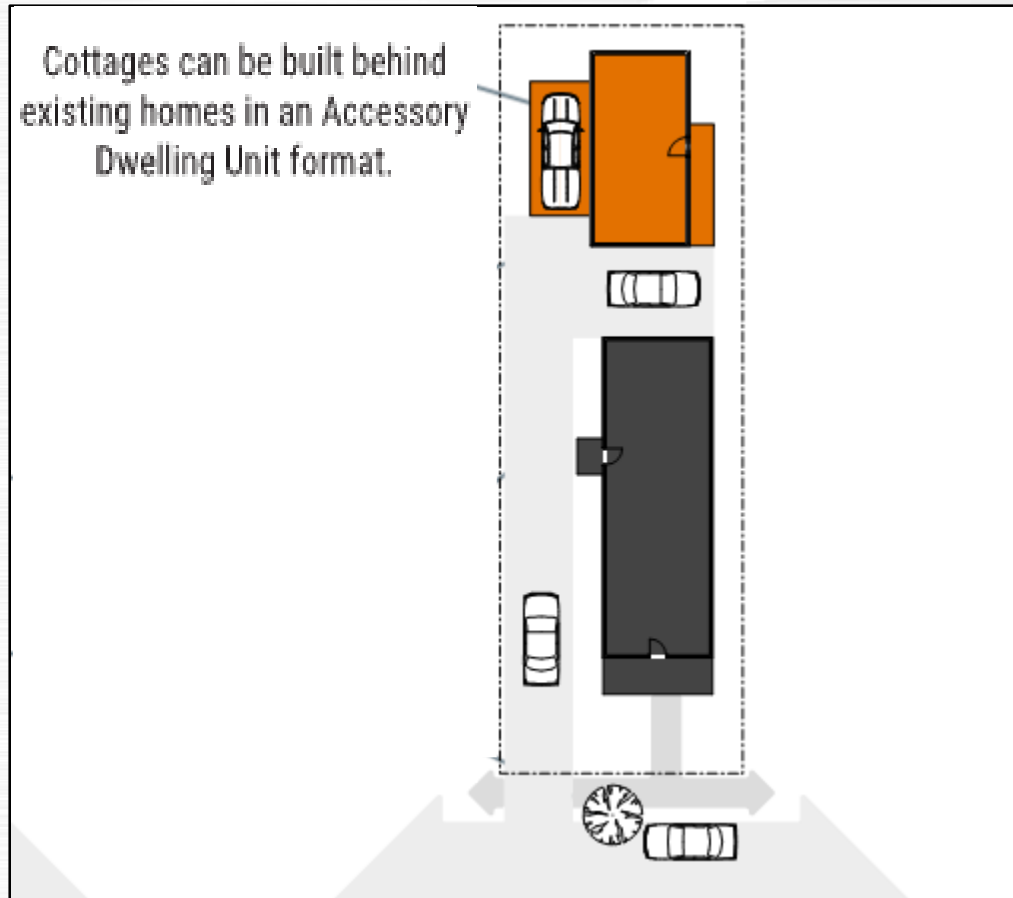 Cottages can be built behind
existing homes in an Accessory
Dwelling Unit format.